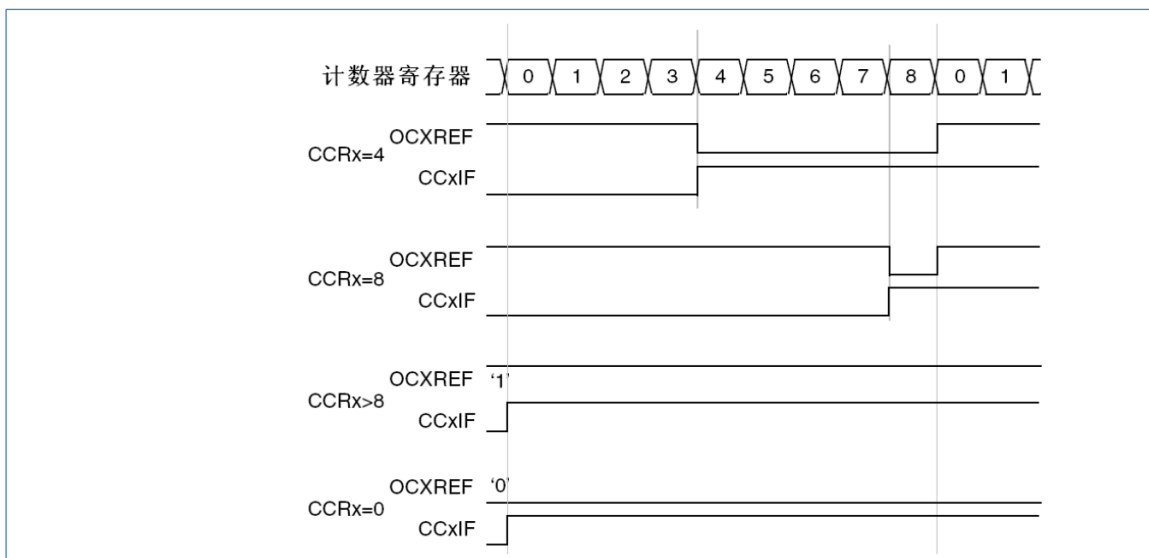 计数器寄存器 0 1 2 3 4 5 6 7 8 0 1
OCXREF
CCRx=4
CCxIF
OCXREF
CCRx=8
CCxIF
OCXREF ‘1’
CCRx>8
CCxIF
OCXREF ‘0’
CCRx=0
CCxIF